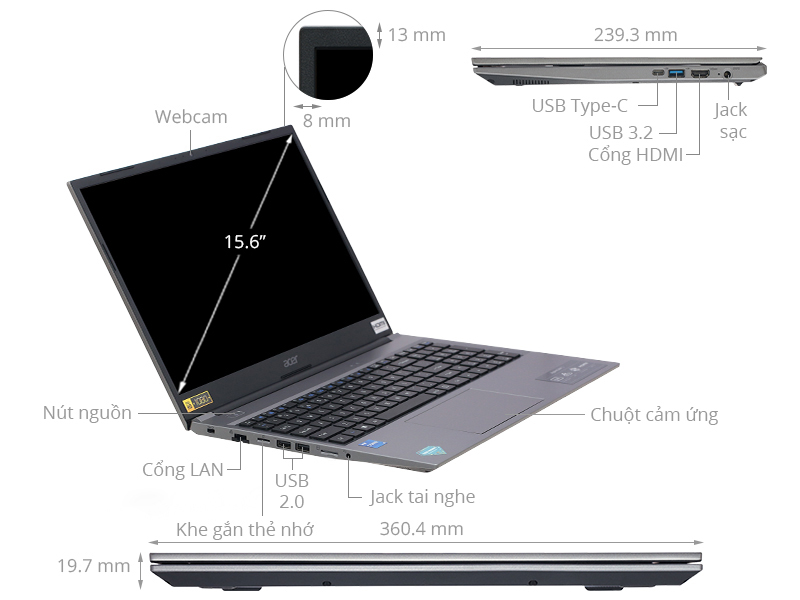 13 mm
8 mm
239.3 mm
USB Type-C
USB 3.2
Cổng HDMI
Jack
sạc
Webcam
15.6”
acer
Nút nguồn
Chuột cảm ứng
Cổng LAN
USB
2.0
Jack tai nghe
Khe gắn thẻ nhớ
360.4 mm
19.7 mm